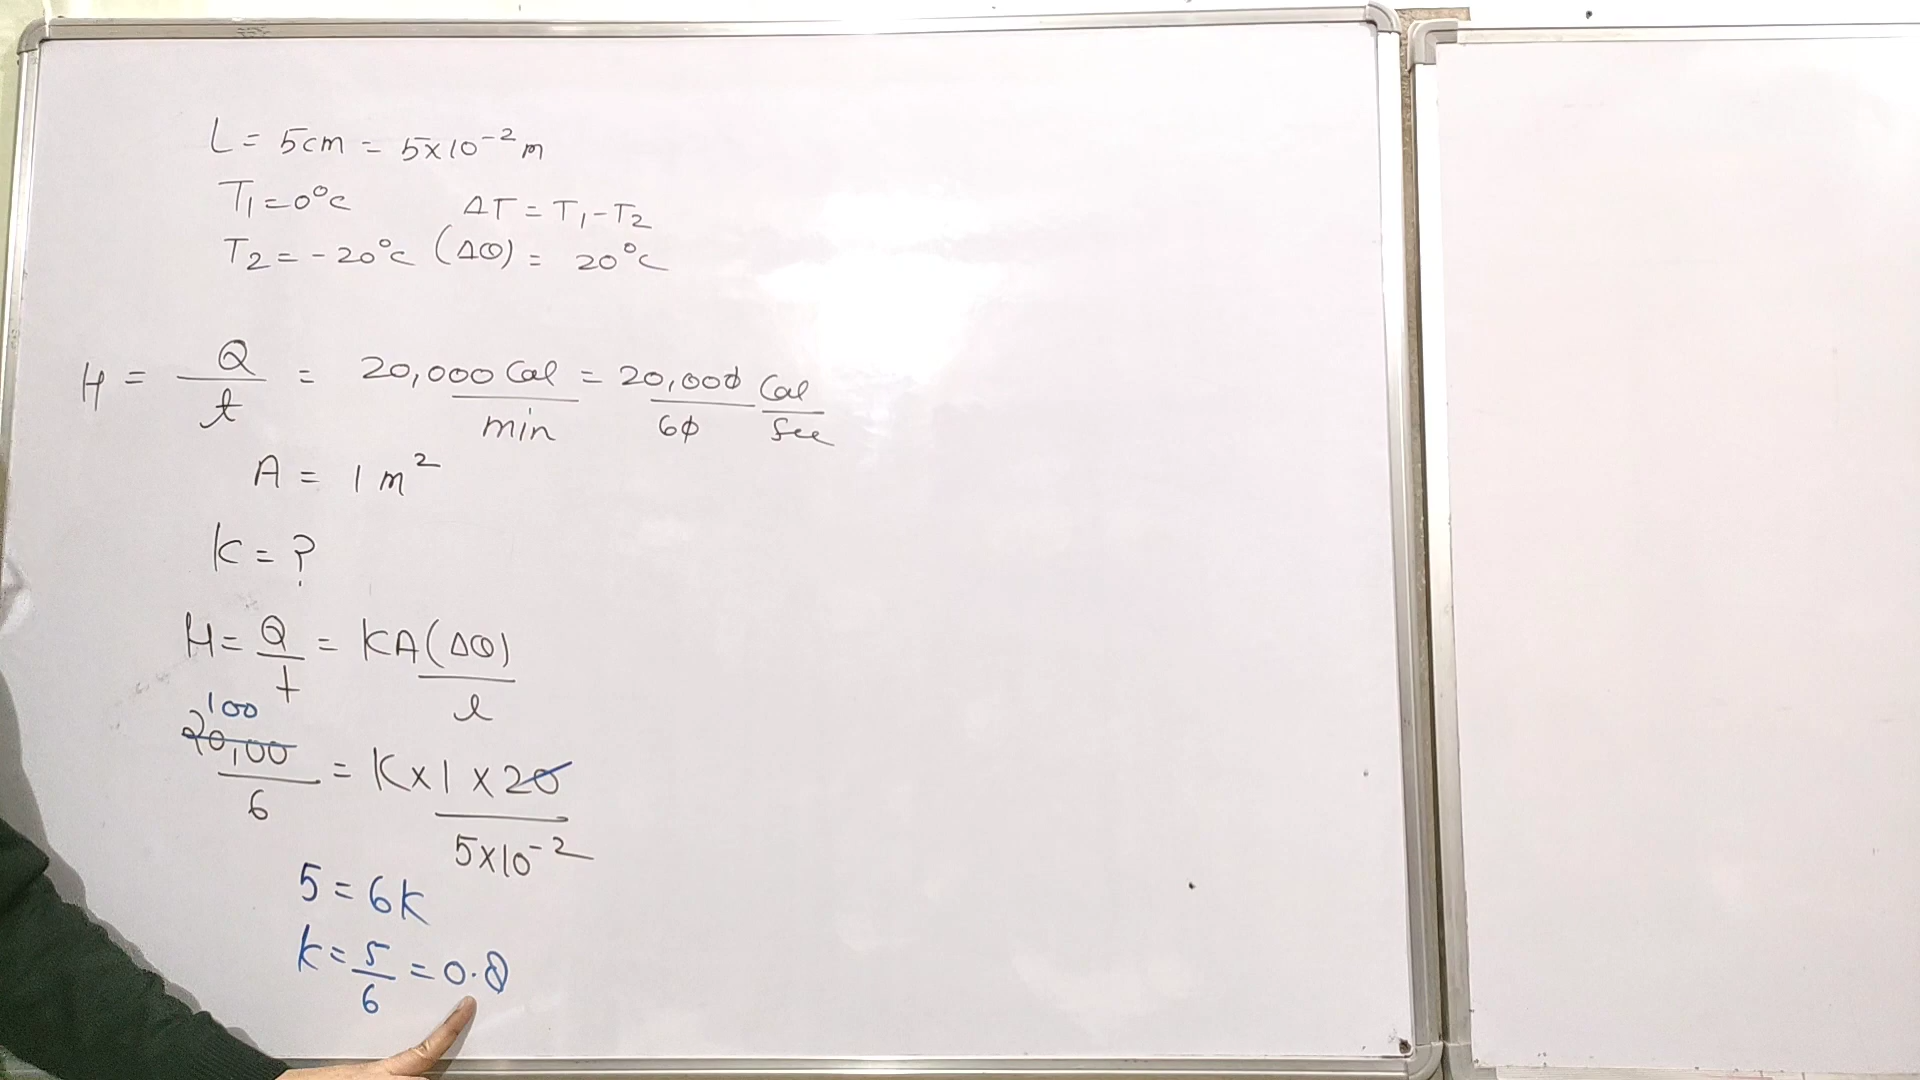 L = 5cm = 5×10⁻² m
T₁ = 0°c ΔT = T₁ - T₂
T₂ = - 20°c (Δθ) = 20°c
H = Q/t = 20,000 Cal/min = 20,000/60 Cal/Sec
A = 1 m²
K = ?
H = Q/t = KA(Δθ)/l
100
20,00/6 = K×1×20/5×10⁻²
5 = 6K
k = 5/6 = 0.8